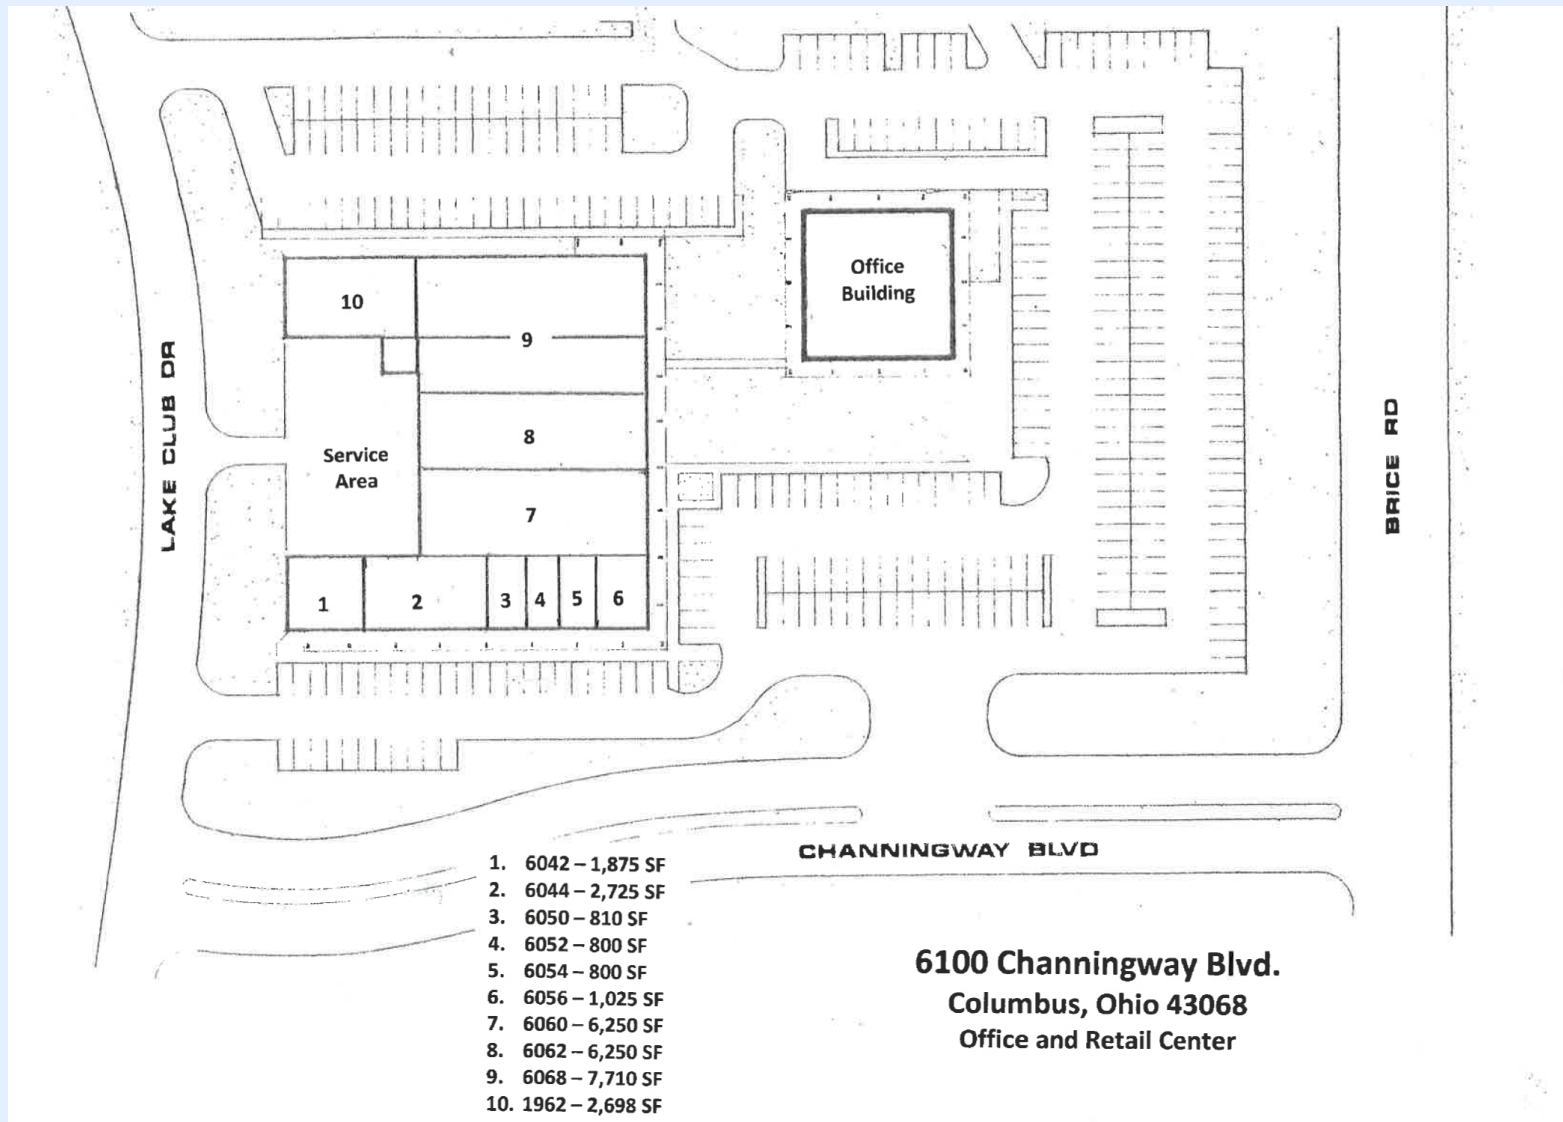 Office
Building
10
9
8
Service
Area
7
1
2
3
4
5
6
LAKE CLUB DR
BRICE RD
CHANNINGWAY BLVD
1. 6042 – 1,875 SF
2. 6044 – 2,725 SF
3. 6050 – 810 SF
4. 6052 – 800 SF
5. 6054 – 800 SF
6. 6056 – 1,025 SF
7. 6060 – 6,250 SF
8. 6062 – 6,250 SF
9. 6068 – 7,710 SF
10. 1962 – 2,698 SF
6100 Channingway Blvd.
Columbus, Ohio 43068
Office and Retail Center